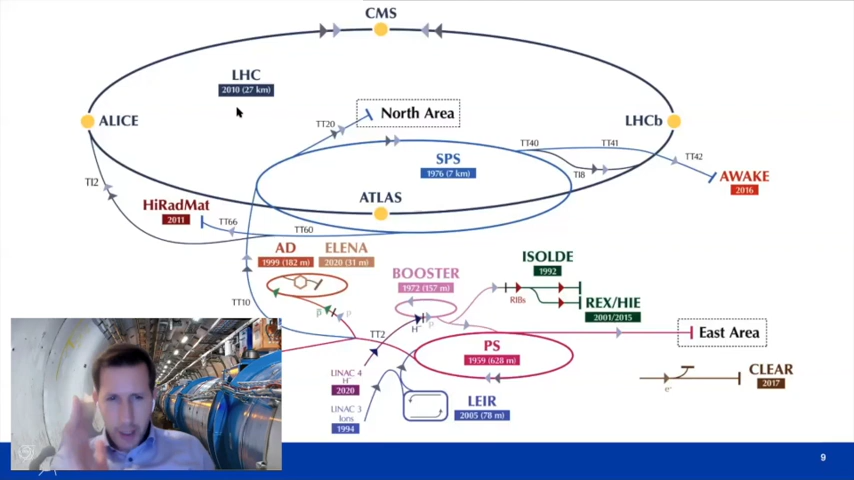 CMS
LHC
2010 (27 km)
ALICE
LHCb
TT20
North Area
TT40
TT41
SPS
1976 (7 km)
TI8
TT42
AWAKE
2016
TI2
HiRadMat
2011
TT66
ATLAS
TT60
AD
1999 (182 m)
ELENA
2020 (31 m)
BOOSTER
1972 (157 m)
ISOLDE
1992
RIBs
REX/HIE
2001/2015
TT10
p̅
p
TT2
H⁻
p
East Area
PS
1959 (628 m)
LINAC 4
H⁻
2020
LINAC 3
Ions
1994
LEIR
2005 (78 m)
CLEAR
2017
e⁻
9